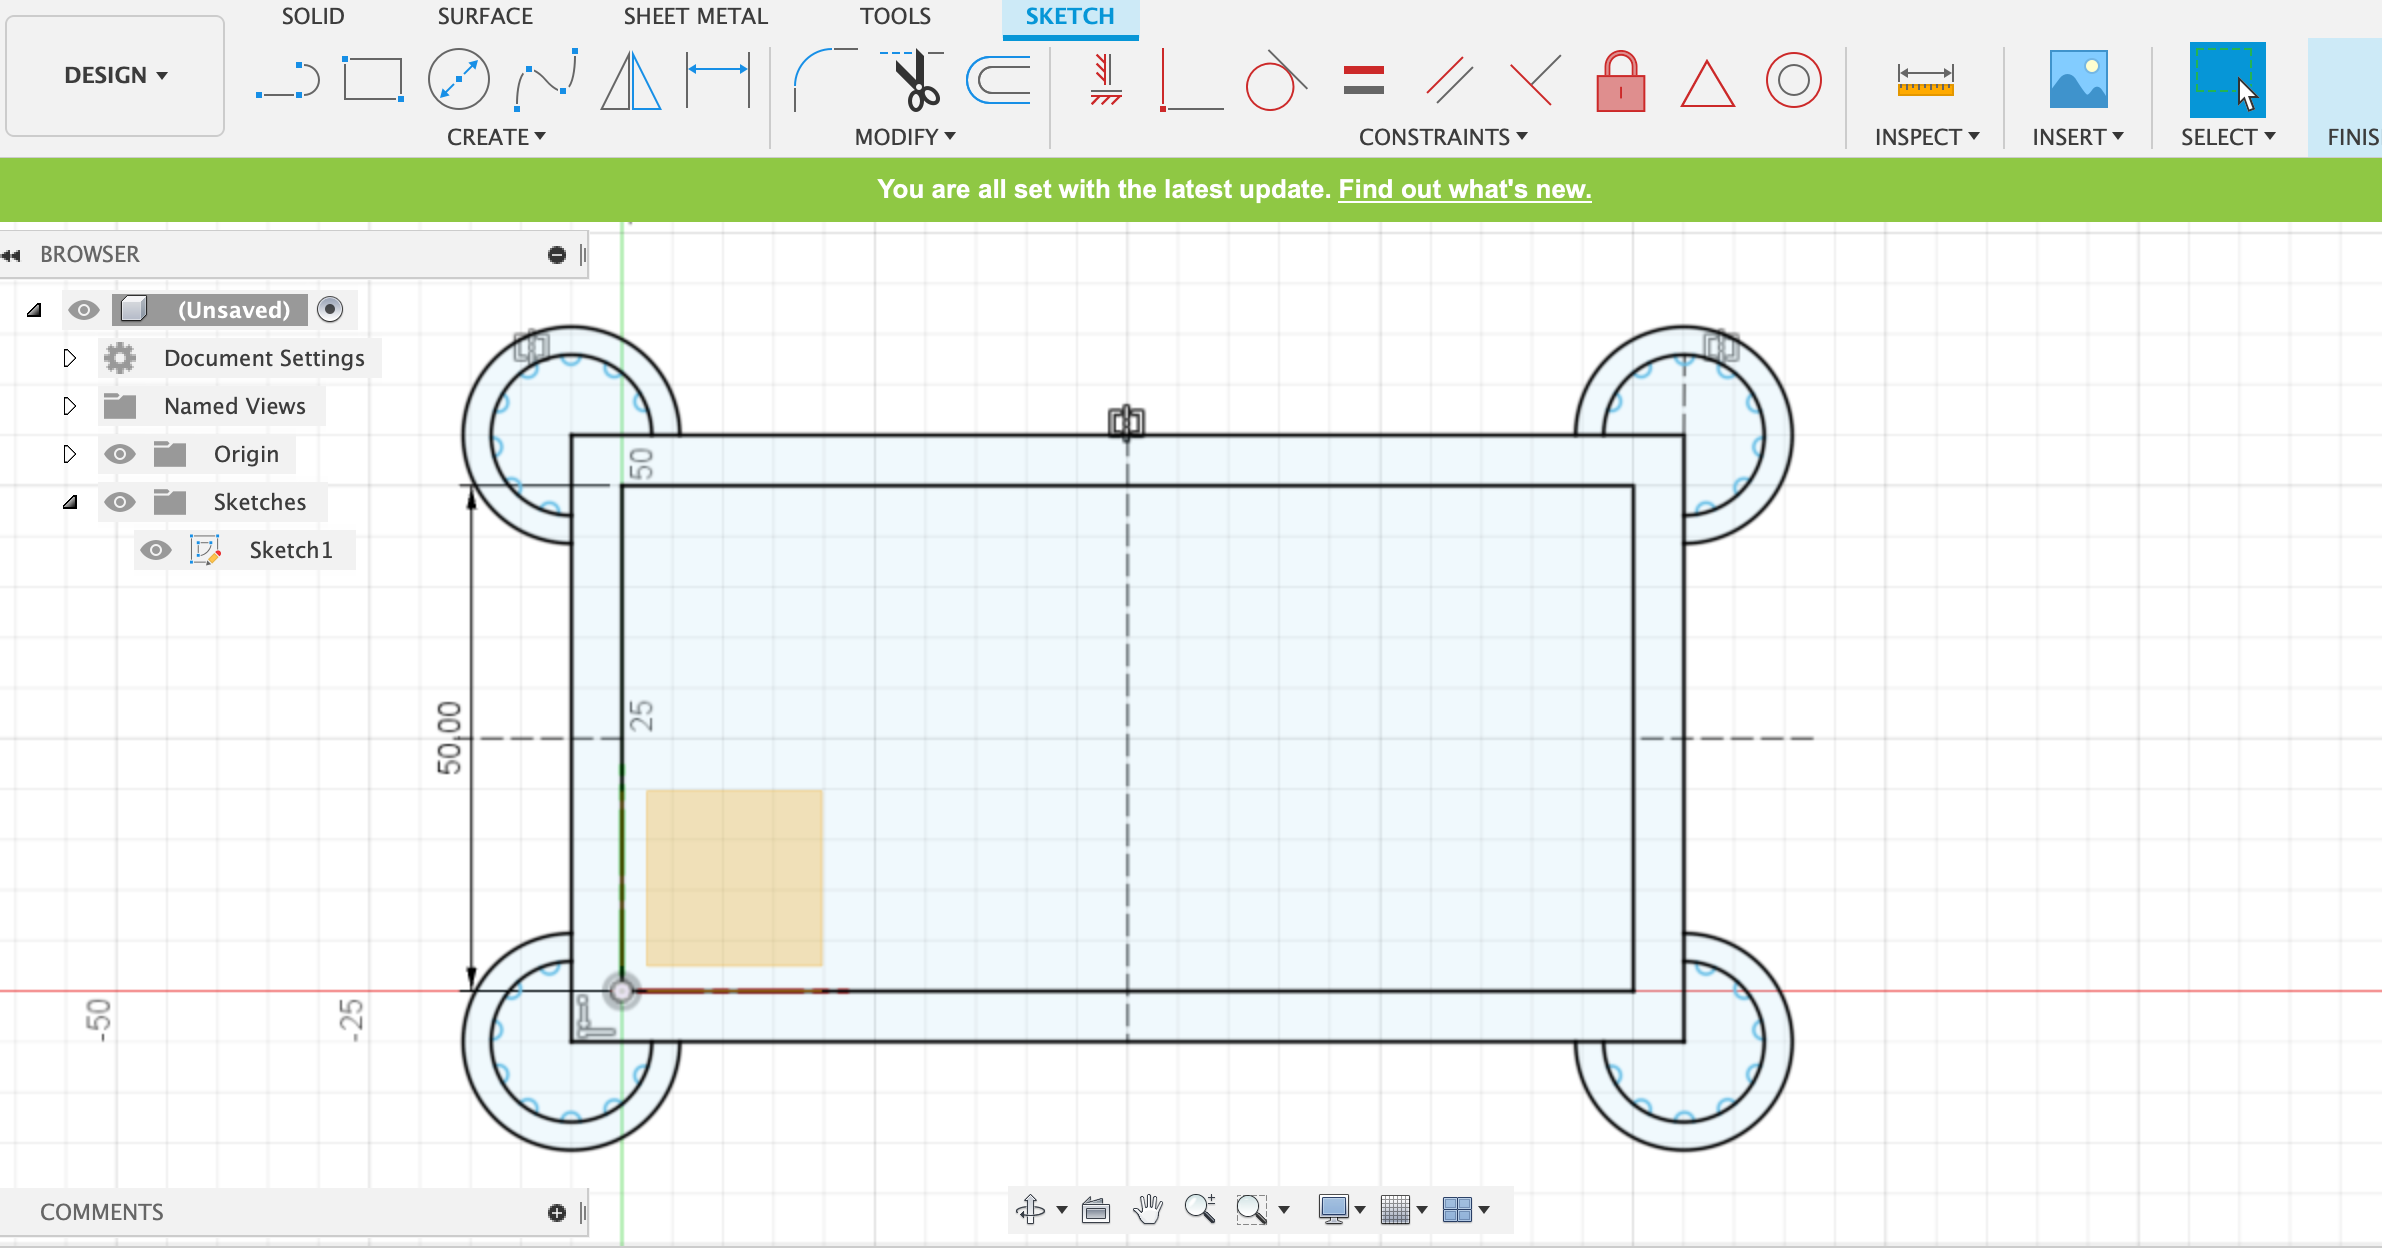 SOLID SURFACE SHEET METAL TOOLS SKETCH
DESIGN
CREATE MODIFY CONSTRAINTS INSPECT INSERT SELECT FINIS
You are all set with the latest update. Find out what's new.
BROWSER
(Unsaved)
Document Settings
Named Views
Origin
Sketches
Sketch1
50
25
50.00
-50
-25
COMMENTS